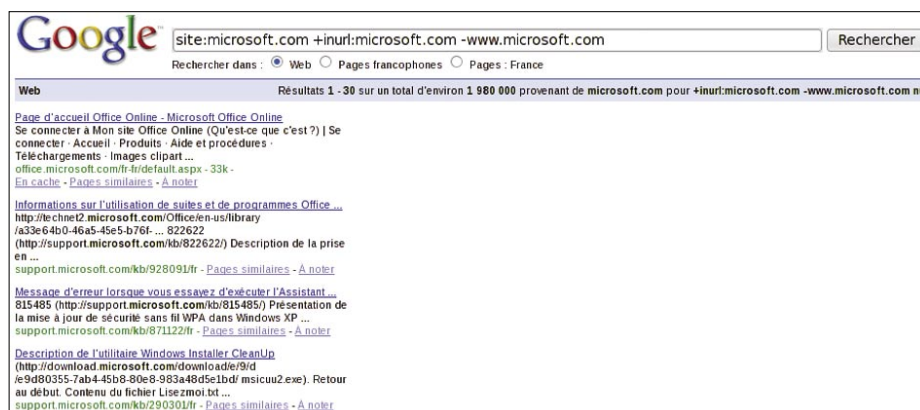 Google™
site:microsoft.com +inurl:microsoft.com -www.microsoft.com
Rechercher
Rechercher dans : Web Pages francophones Pages : France
Web Résultats 1 - 30 sur un total d'environ 1 980 000 provenant de microsoft.com pour +inurl:microsoft.com -www.microsoft.com
Page d'accueil Office Online - Microsoft Office Online
Se connecter à Mon site Office Online (Qu'est-ce que c'est ?) | Se
connecter · Accueil · Produits · Aide et procédures ·
Téléchargements · Images clipart ...
office.microsoft.com/fr-fr/default.aspx - 33k -
En cache - Pages similaires - À noter
Informations sur l'utilisation de suites et de programmes Office ...
http://technet2.microsoft.com/Office/en-us/library
/a33e64b0-46a5-45e5-b76f- ... 822622
(http://support.microsoft.com/kb/822622/) Description de la prise
en ...
support.microsoft.com/kb/928091/fr - Pages similaires - À noter
Message d'erreur lorsque vous essayez d'exécuter l'Assistant ...
815485 (http://support.microsoft.com/kb/815485/) Présentation de
la mise à jour de sécurité sans fil WPA dans Windows XP ...
support.microsoft.com/kb/871122/fr - Pages similaires - À noter
Description de l'utilitaire Windows Installer CleanUp
(http://download.microsoft.com/download/e/9/d
/e9d80355-7ab4-45b8-80e8-983a48d5e1bd/ msicuu2.exe). Retour
au début. Contenu du fichier Lisezmoi.txt ...
support.microsoft.com/kb/290301/fr - Pages similaires - À noter